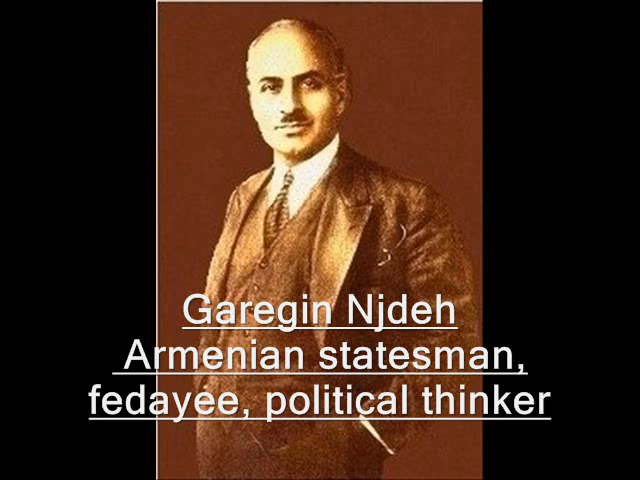 Garegin Njdeh
Armenian statesman,
fedayee, political thinker